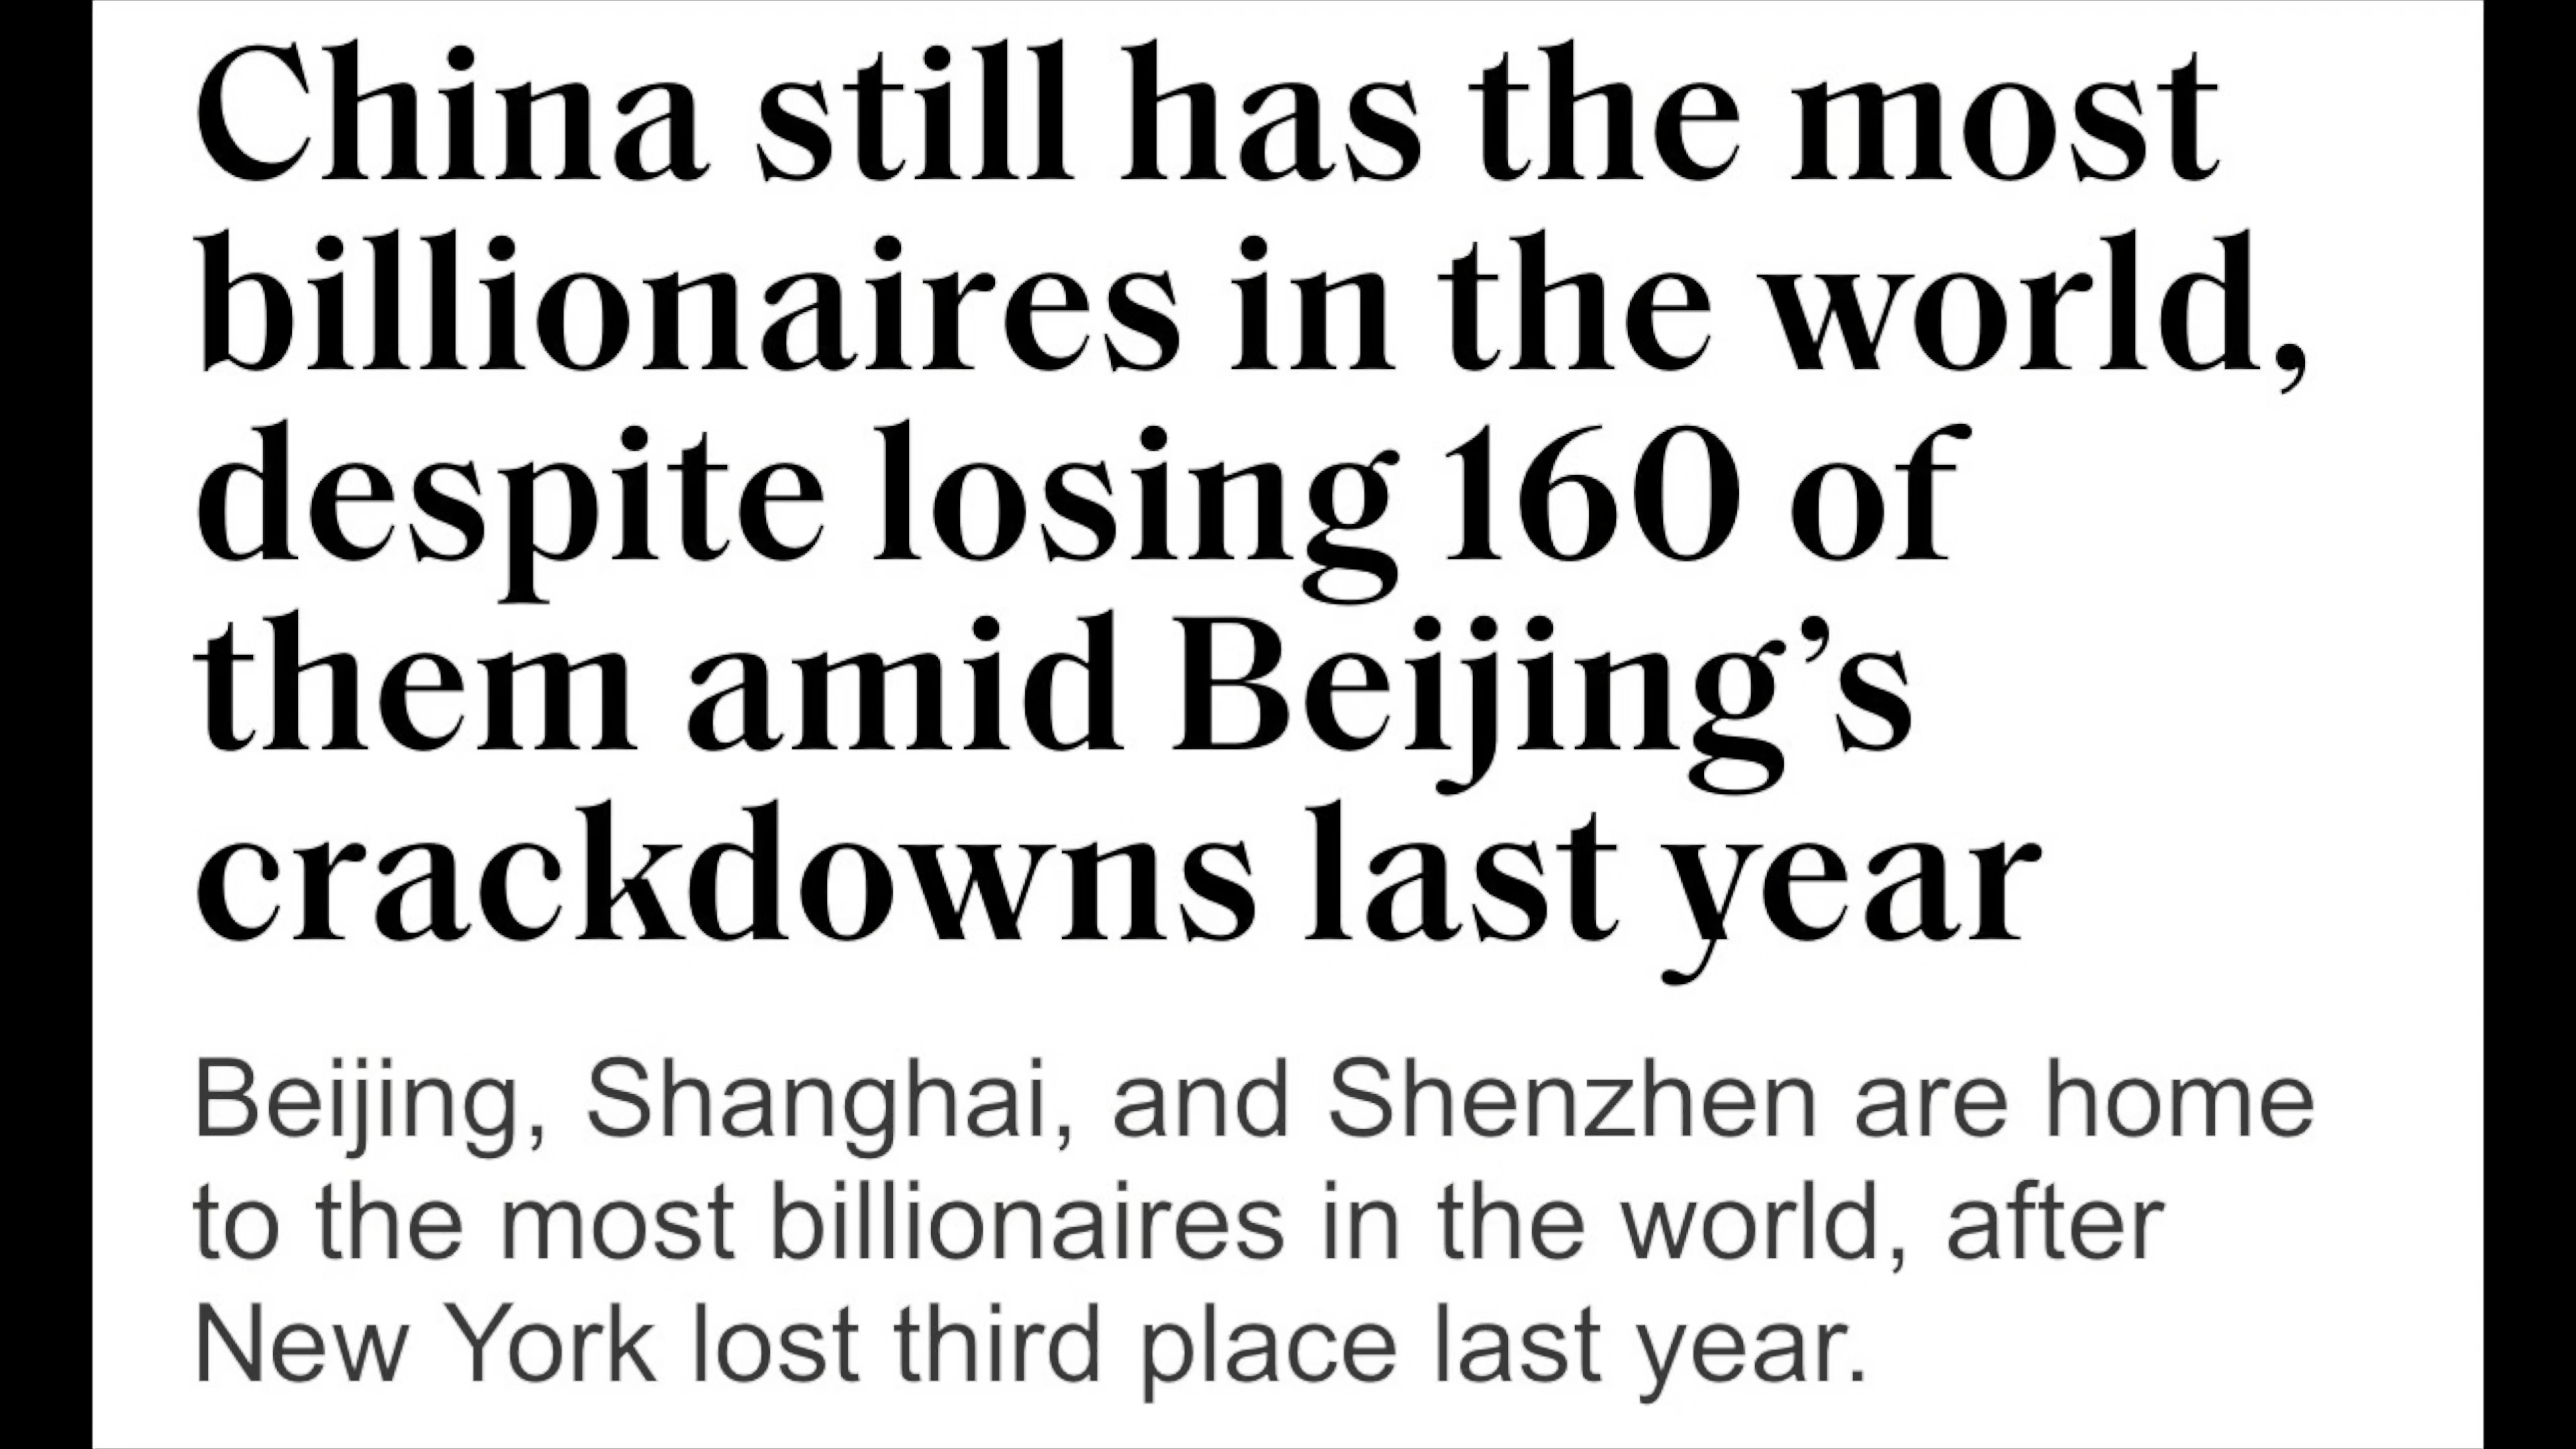 China still has the most
billionaires in the world,
despite losing 160 of
them amid Beijing’s
crackdowns last year
Beijing, Shanghai, and Shenzhen are home
to the most billionaires in the world, after
New York lost third place last year.